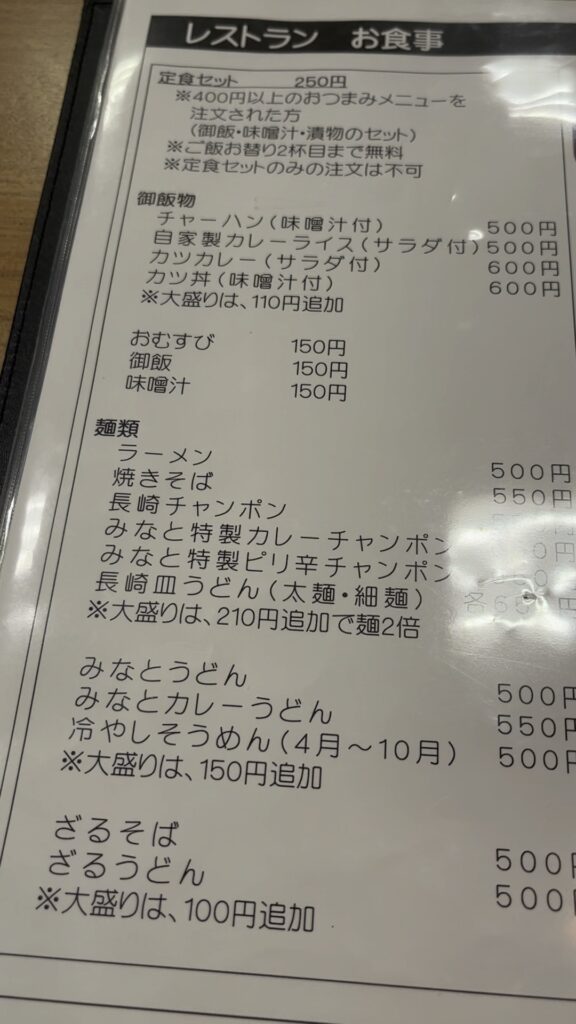 レストラン お食事
定食セット 250円
※400円以上のおつまみメニューを
注文された方
(御飯・味噌汁・漬物のセット)
※ご飯お替り2杯目まで無料
※定食セットのみの注文は不可
御飯物
チャーハン(味噌汁付) 500円
自家製カレーライス(サラダ付) 500円
カツカレー(サラダ付) 600円
カツ丼(味噌汁付) 600円
※大盛りは、110円追加
おむすび 150円
御飯 150円
味噌汁 150円
麺類
ラーメン 500円
焼きそば 550円
長崎チャンポン
みなと特製カレーチャンポン
みなと特製ピリ辛チャンポン
長崎皿うどん(太麺・細麺)
※大盛りは、210円追加で麺2倍
みなとうどん 500円
みなとカレーうどん 550円
冷やしそうめん(4月～10月) 500円
※大盛りは、150円追加
ざるそば 500円
ざるうどん 500円
※大盛りは、100円追加